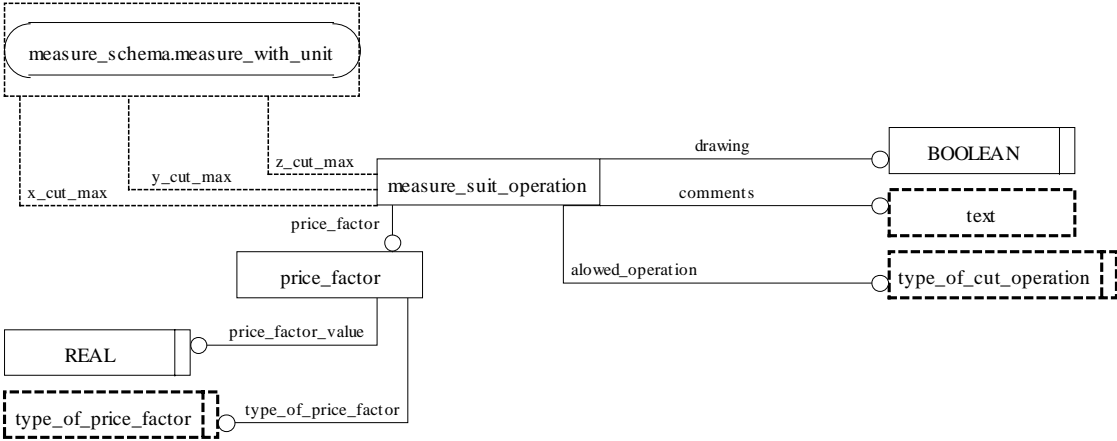 measure_schema.measure_with_unit
drawing
BOOLEAN
z_cut_max
y_cut_max
measure_suit_operation
x_cut_max
comments
text
price_factor
alowed_operation
type_of_cut_operation
price_factor
price_factor_value
REAL
type_of_price_factor
type_of_price_factor